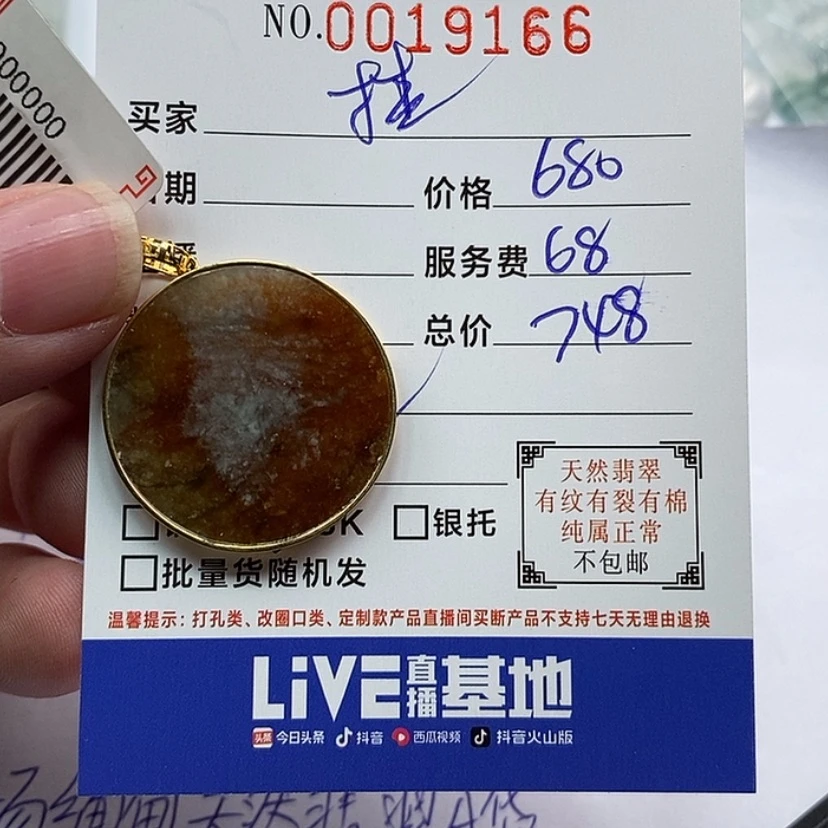 NO.0019166
000000
买家 挂
期 价格 680
服务费 68
总价 748
天然翡翠
有纹有裂有棉
纯属正常
不包邮
K 银托
批量货随机发
温馨提示：打孔类、改圈口类、定制款产品直播间买断产品不支持七天无理由退换
LiVE直播基地
头条 今日头条 抖音 西瓜视频 抖音火山版